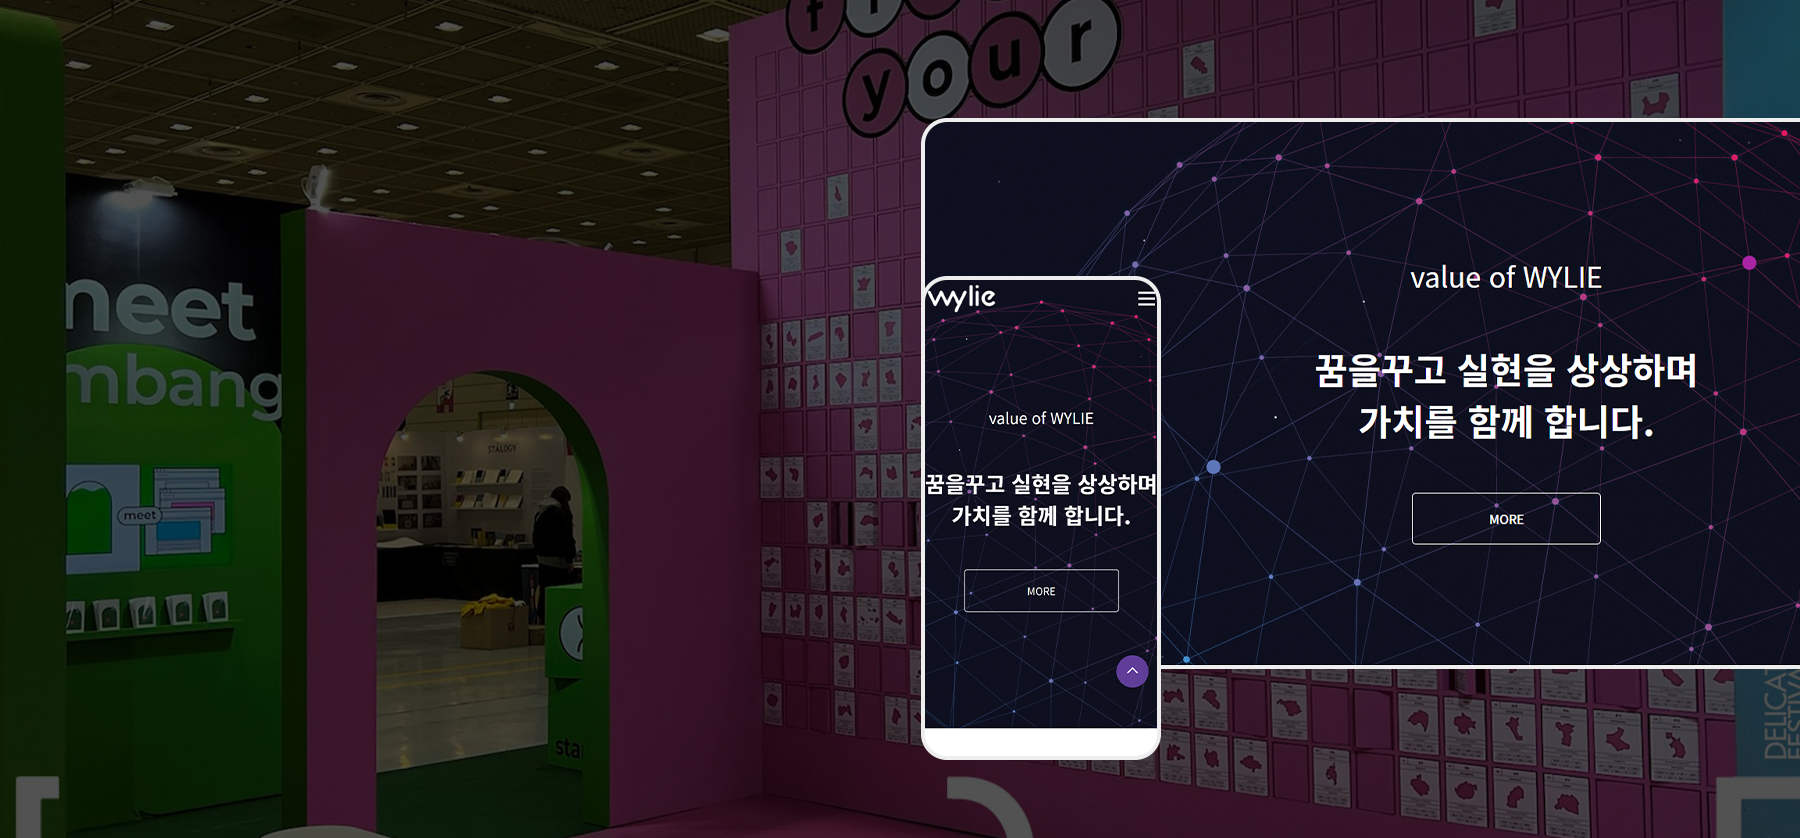 your
meet
mbang
meet
STALOGY
sta
value of WYLIE
꿈을꾸고 실현을 상상하며
가치를 함께 합니다.
MORE
wylie
value of WYLIE
꿈을꾸고 실현을 상상하며
가치를 함께 합니다.
MORE